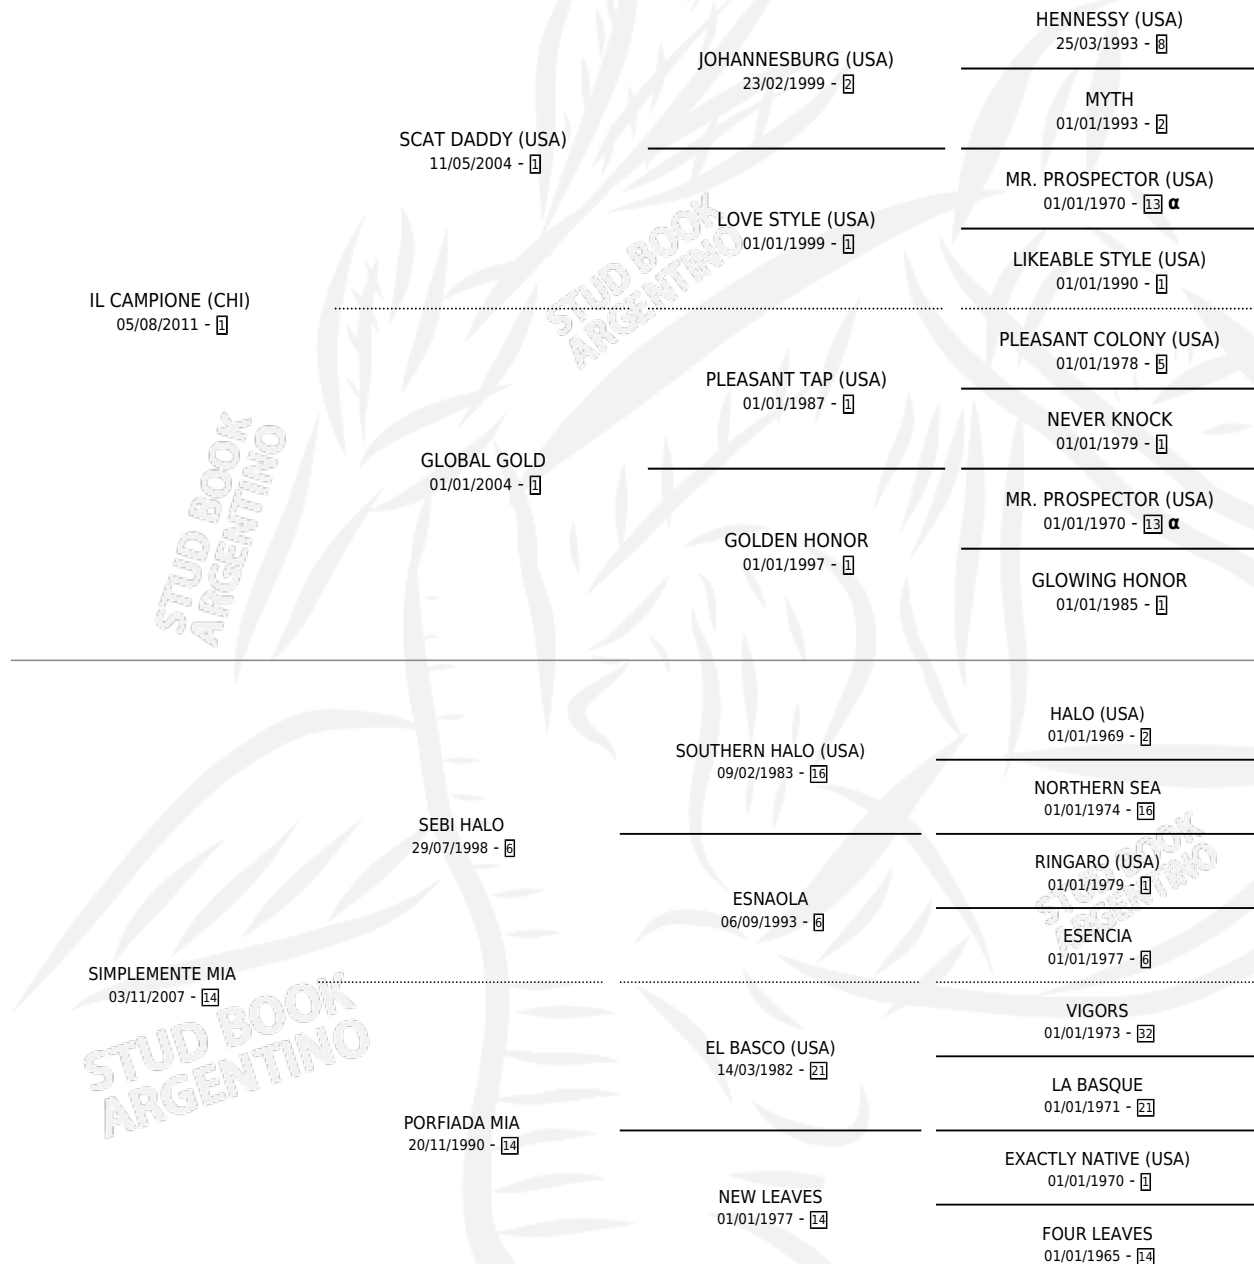 HENNESSY (USA)
25/03/1993 - 8
JOHANNESBURG (USA)
23/02/1999 - 2
MYTH
01/01/1993 - 2
SCAT DADDY (USA)
11/05/2004 - 1
MR. PROSPECTOR (USA)
01/01/1970 - 13 α
LOVE STYLE (USA)
01/01/1999 - 1
LIKEABLE STYLE (USA)
01/01/1990 - 1
IL CAMPIONE (CHI)
05/08/2011 - 1
PLEASANT COLONY (USA)
01/01/1978 - 5
PLEASANT TAP (USA)
01/01/1987 - 1
NEVER KNOCK
01/01/1979 - 1
GLOBAL GOLD
01/01/2004 - 1
MR. PROSPECTOR (USA)
01/01/1970 - 13 α
GOLDEN HONOR
01/01/1997 - 1
GLOWING HONOR
01/01/1985 - 1
HALO (USA)
01/01/1969 - 2
SOUTHERN HALO (USA)
09/02/1983 - 16
NORTHERN SEA
01/01/1974 - 16
SEBI HALO
29/07/1998 - 6
RINGARO (USA)
01/01/1979 - 1
ESNAOLA
06/09/1993 - 6
ESENCIA
01/01/1977 - 6
SIMPLEMENTE MIA
03/11/2007 - 14
VIGORS
01/01/1973 - 32
EL BASCO (USA)
14/03/1982 - 21
LA BASQUE
01/01/1971 - 21
PORFIADA MIA
20/11/1990 - 14
EXACTLY NATIVE (USA)
01/01/1970 - 1
NEW LEAVES
01/01/1977 - 14
FOUR LEAVES
01/01/1965 - 14
STUD BOOK
ARGENTINO
STUD BOOK
ARGENTINO
STUD BOOK
ARGENTINO
STUD BOOK
ARGENTINO